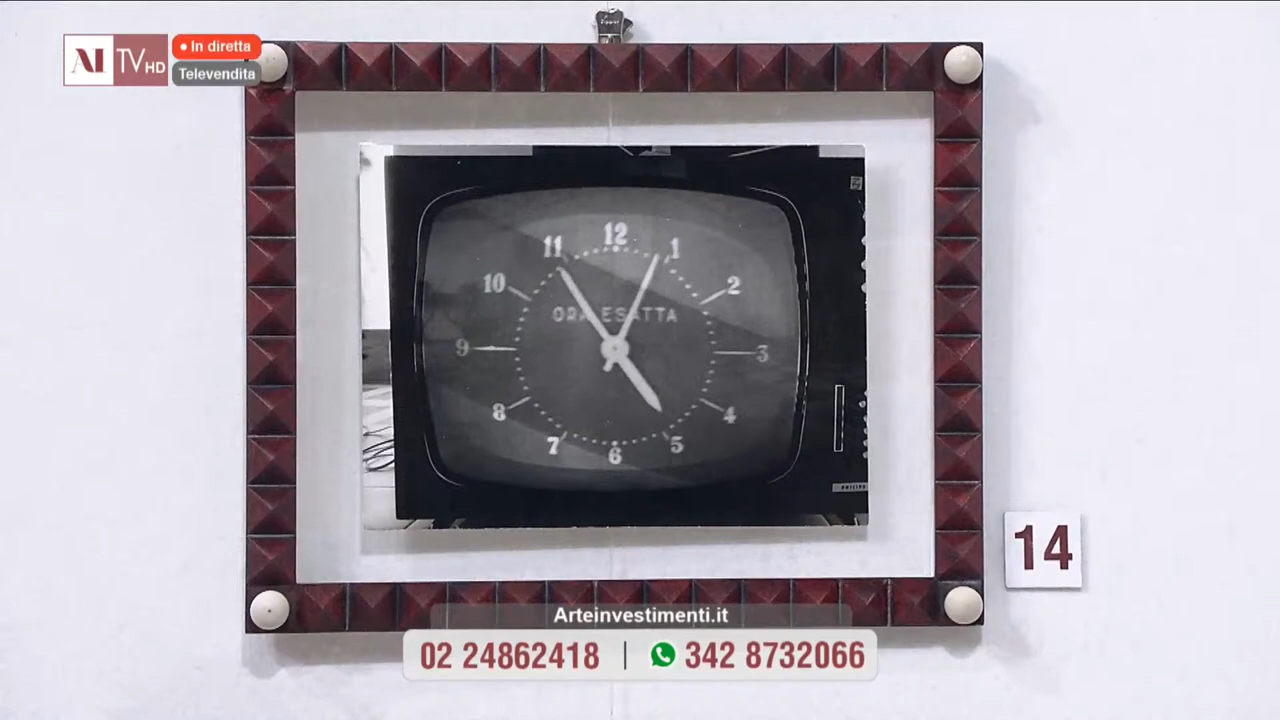 AI TV HD
• In diretta
Televendita
12
11
1
10
2
ORA ESATTA
9
3
8
4
7
5
6
PHILIPS
14
Arteinvestimenti.it
02 24862418 | 342 8732066